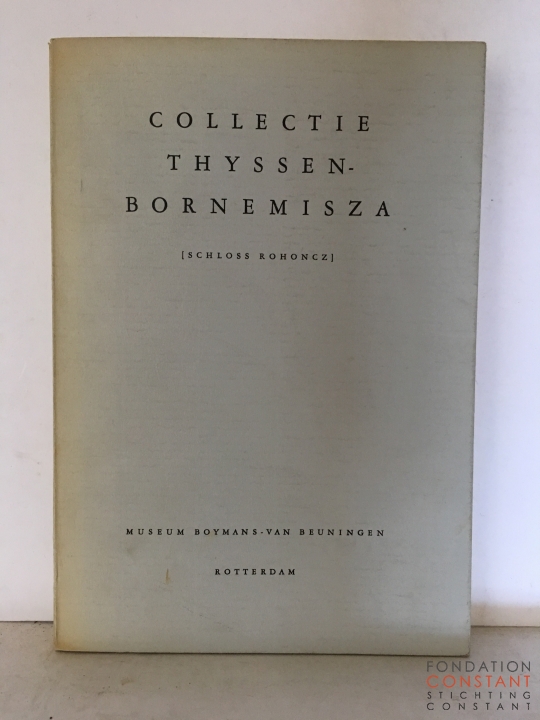 COLLECTIE
THYSSEN-
BORNEMISZA
[SCHLOSS ROHONCZ]
MUSEUM BOYMANS-VAN BEUNINGEN
ROTTERDAM
FONDATION
CONSTANT
STICHTING
CONSTANT